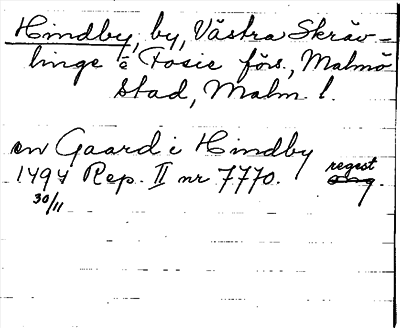 Hindby, by, Västra Skräv-
linge o Fosie förs., Malmö
stad, Malm. l.
en Gaard i Hindby
1494 Rep. II nr 7770. regest
30/11